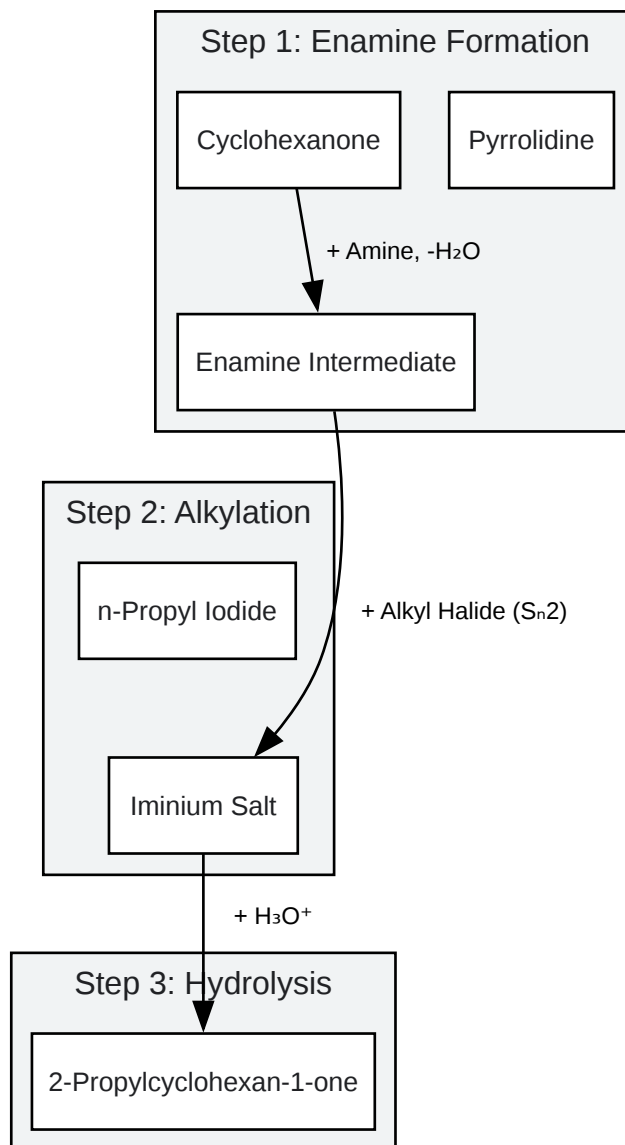 Step 1: Enamine Formation
Cyclohexanone
Pyrrolidine
+ Amine, -H₂O
Enamine Intermediate
Step 2: Alkylation
n-Propyl Iodide
+ Alkyl Halide (Sₙ2)
Iminium Salt
+ H₃O⁺
Step 3: Hydrolysis
2-Propylcyclohexan-1-one